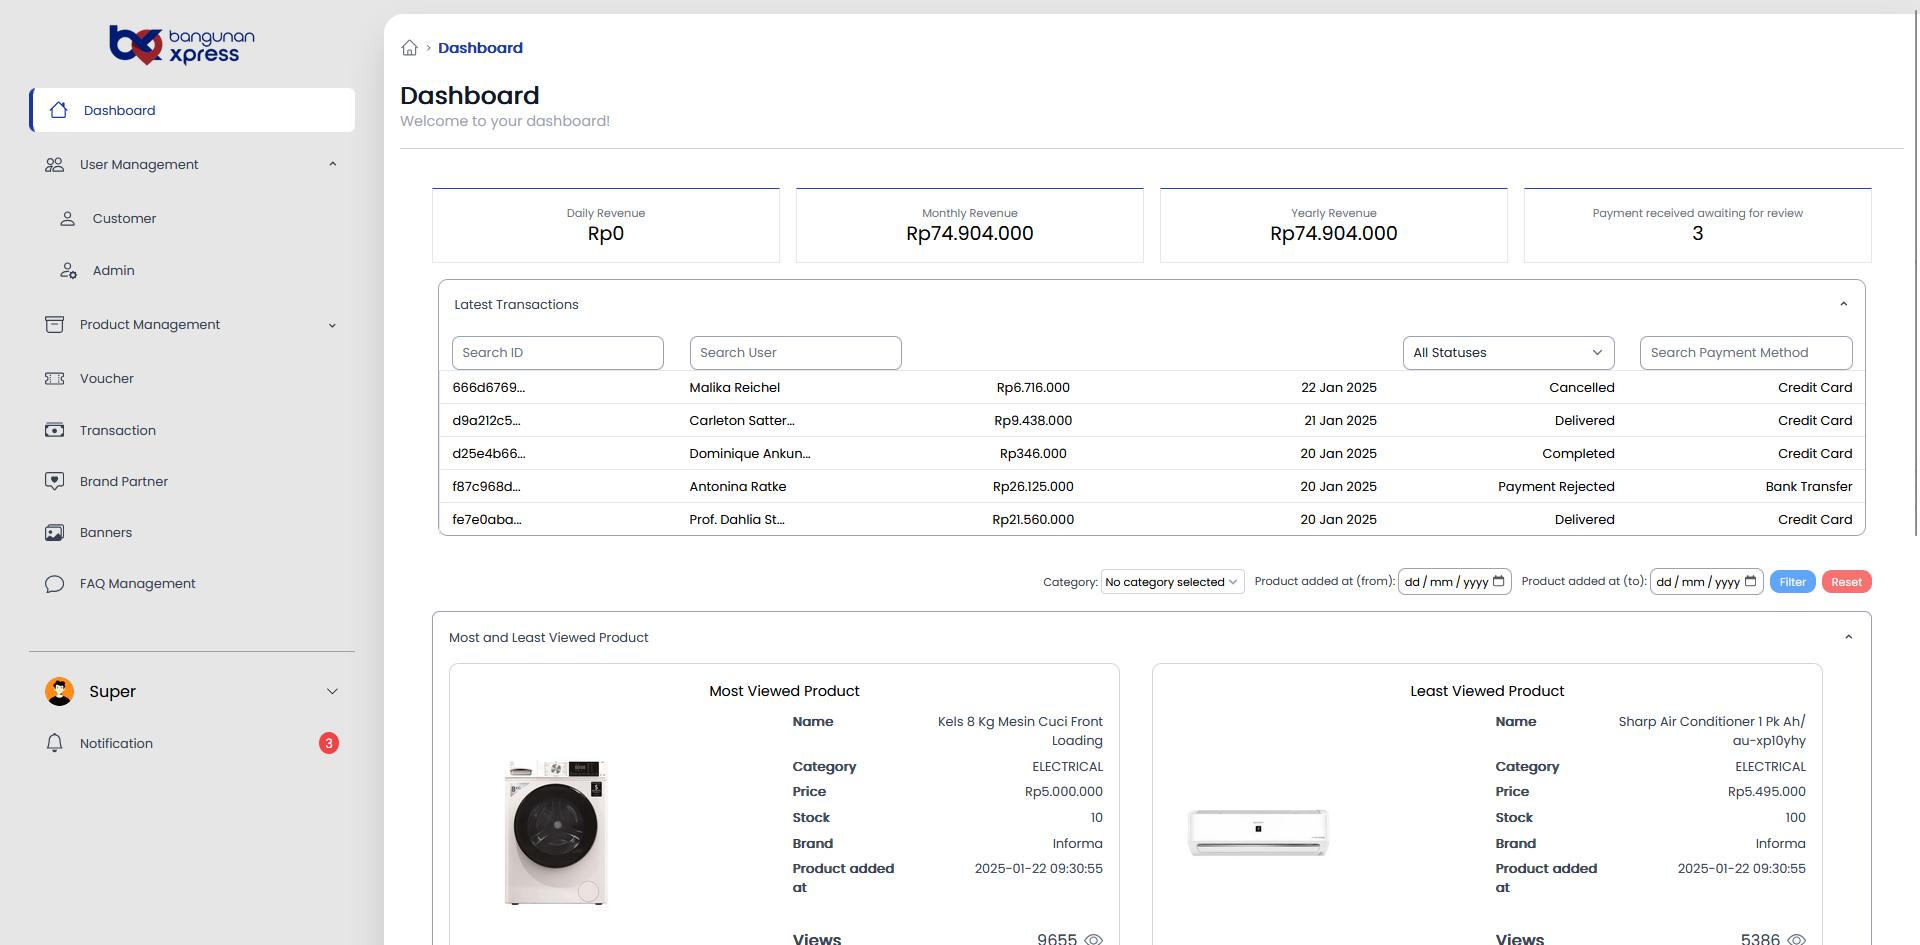 bangunan
xpress
Dashboard
User Management
Customer
Admin
Product Management
Voucher
Transaction
Brand Partner
Banners
FAQ Management
Super
Notification
3
Dashboard
Dashboard
Welcome to your dashboard!
Daily Revenue
Rp0
Monthly Revenue
Rp74.904.000
Yearly Revenue
Rp74.904.000
Payment received awaiting for review
3
Latest Transactions
Search ID Search User All Statuses Search Payment Method
666d6769... Malika Reichel Rp6.716.000 22 Jan 2025 Cancelled Credit Card
d9a212c5... Carleton Satter... Rp9.438.000 21 Jan 2025 Delivered Credit Card
d25e4b66... Dominique Ankun... Rp346.000 20 Jan 2025 Completed Credit Card
f87c968d... Antonina Ratke Rp26.125.000 20 Jan 2025 Payment Rejected Bank Transfer
fe7e0aba... Prof. Dahlia St... Rp21.560.000 20 Jan 2025 Delivered Credit Card
Category: No category selected Product added at (from): dd/mm/yyyy Product added at (to): dd/mm/yyyy Filter Reset
Most and Least Viewed Product
Most Viewed Product
Name Kels 8 Kg Mesin Cuci Front
Loading
Category ELECTRICAL
Price Rp5.000.000
Stock 10
Brand Informa
Product added 2025-01-22 09:30:55
at
Views 9655
Least Viewed Product
Name Sharp Air Conditioner 1 Pk Ah/
au-xp10yhy
Category ELECTRICAL
Price Rp5.495.000
Stock 100
Brand Informa
Product added 2025-01-22 09:30:55
at
Views 5386